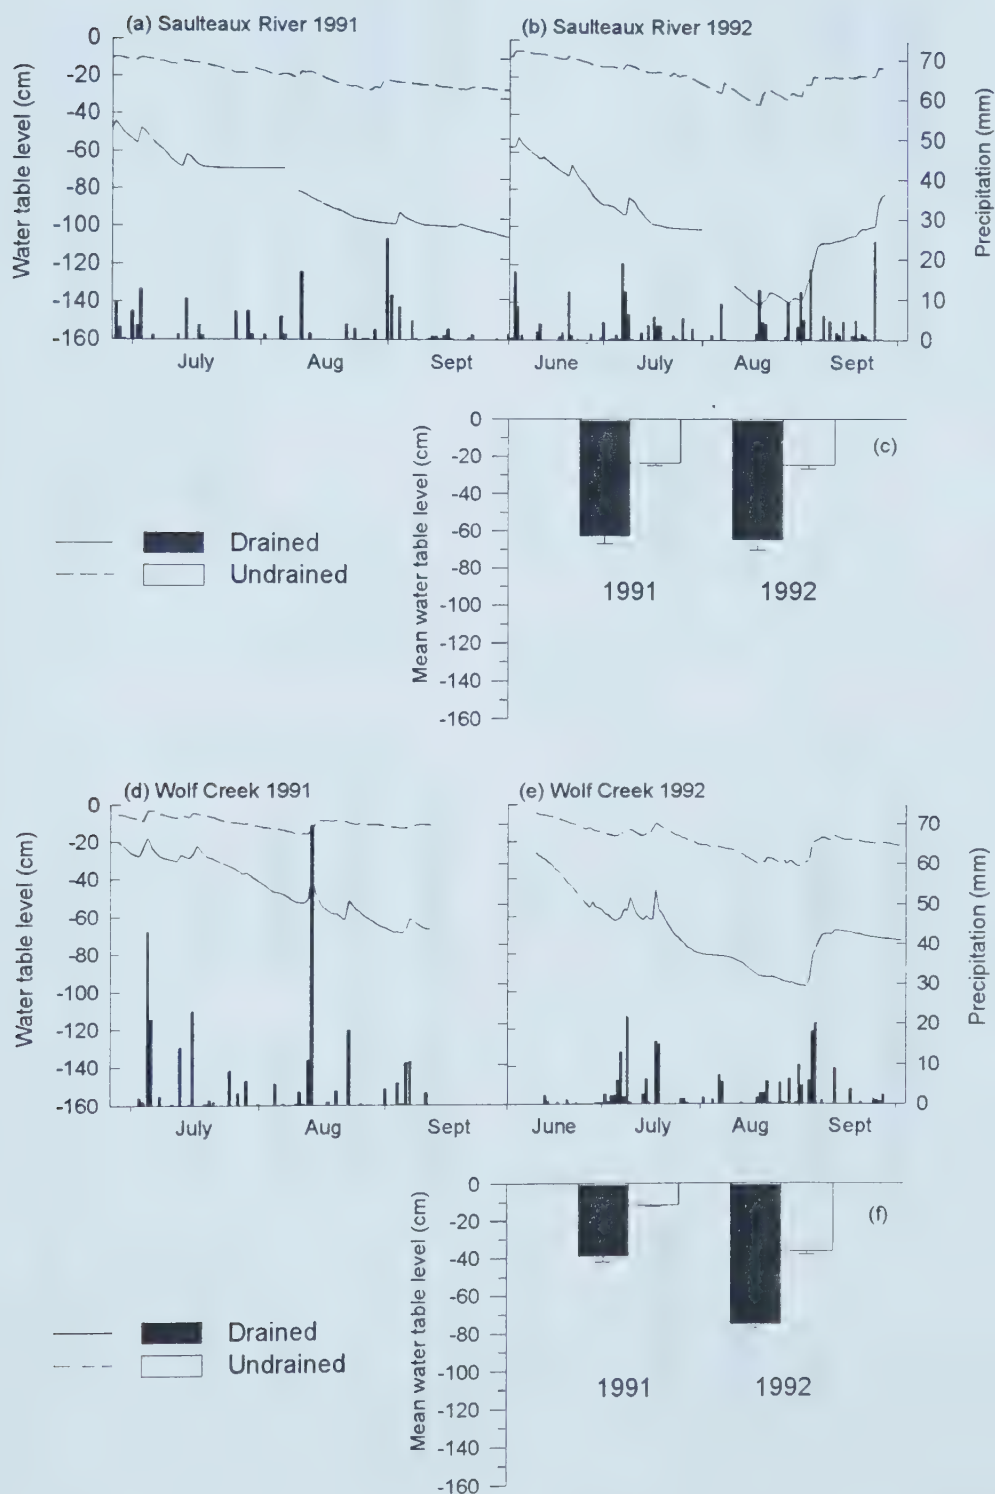 (a) Saulteaux River 1991
(b) Saulteaux River 1992
Water table level (cm)
0
-20
-40
-60
-80
-100
-120
-140
-160
70
60
50
40
30
20
10
0
Precipitation (mm)
July Aug Sept
June July Aug Sept
Mean water table level (cm)
0
-20
-40
-60
-80
-100
-120
-140
-160
(c)
1991 1992
Drained
Undrained
(d) Wolf Creek 1991
(e) Wolf Creek 1992
Water table level (cm)
0
-20
-40
-60
-80
-100
-120
-140
-160
70
60
50
40
30
20
10
0
Precipitation (mm)
July Aug Sept
June July Aug Sept
Mean water table level (cm)
0
-20
-40
-60
-80
-100
-120
-140
-160
(f)
1991 1992
Drained
Undrained